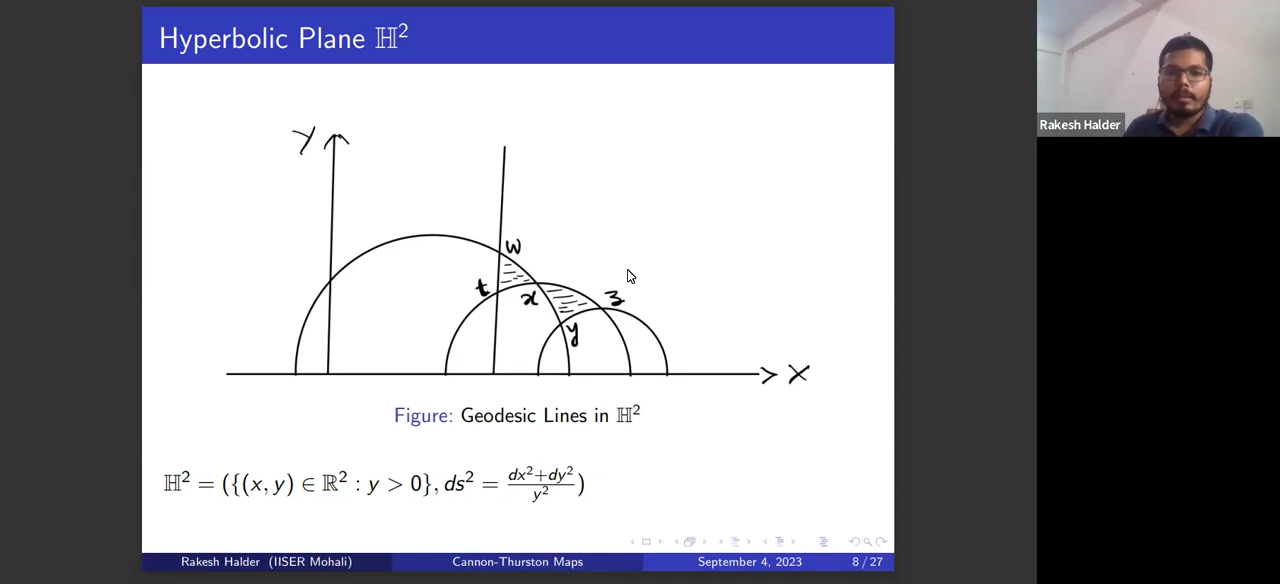 Hyperbolic Plane ℍ²
Rakesh Halder
Y
w
t
x
z
y
X
Figure: Geodesic Lines in ℍ²
ℍ² = ({(x, y) ∈ ℝ² : y > 0}, ds² = \frac{dx²+dy²}{y²})
Rakesh Halder (IISER Mohali) Cannon-Thurston Maps September 4, 2023 8 / 27